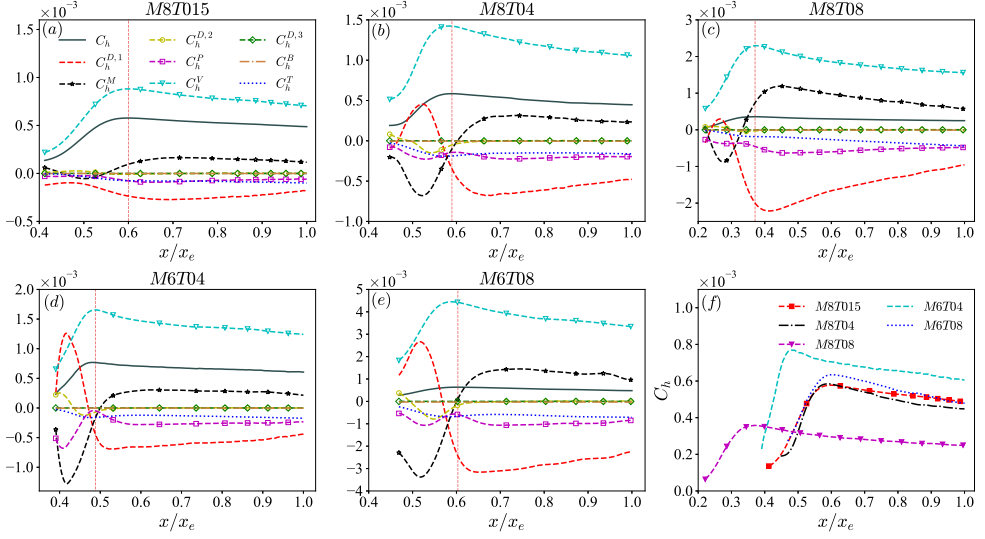 M8T015
×10⁻³
(a)
C_h
C_h^{D,1}
C_h^M
C_h^{D,2}
C_h^P
C_h^V
C_h^{D,3}
C_h^B
C_h^T
1.5
1.0
0.5
0.0
−0.5
0.4 0.5 0.6 0.7 0.8 0.9 1.0
x/x_e
M8T04
×10⁻³
(b)
1.5
1.0
0.5
0.0
−0.5
−1.0
0.4 0.5 0.6 0.7 0.8 0.9 1.0
x/x_e
M8T08
×10⁻³
(c)
3
2
1
0
−1
−2
0.2 0.3 0.4 0.5 0.6 0.7 0.8 0.9 1.0
x/x_e
M6T04
×10⁻³
(d)
2.0
1.5
1.0
0.5
0.0
−0.5
−1.0
0.4 0.5 0.6 0.7 0.8 0.9 1.0
x/x_e
M6T08
×10⁻³
(e)
5
4
3
2
1
0
−1
−2
−3
−4
0.4 0.5 0.6 0.7 0.8 0.9 1.0
x/x_e
×10⁻³
(f)
M8T015
M8T04
M8T08
M6T04
M6T08
C_h
1.0
0.8
0.6
0.4
0.2
0.0
0.2 0.3 0.4 0.5 0.6 0.7 0.8 0.9 1.0
x/x_e